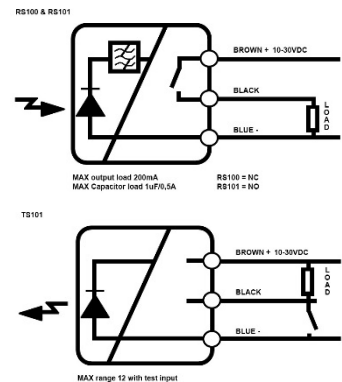 RS100 & RS101
BROWN + 10-30VDC
BLACK
LOAD
BLUE -
MAX output load 200mA
MAX Capacitor load 1uF/0,5A
RS100 = NC
RS101 = NO
TS101
BROWN + 10-30VDC
LOAD
BLACK
BLUE -
MAX range 12 with test input